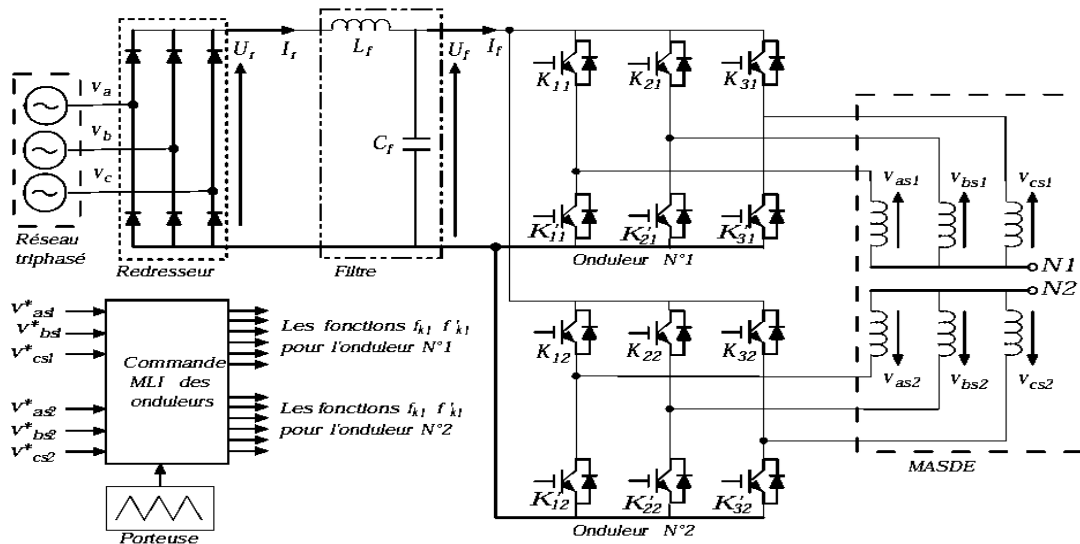 U_r
I_r
L_f
U_f
I_f
C_f
v_a
v_b
v_c
Réseau
triphasé
Redresseur
Filtre
K_11
K_21
K_31
K'_11
K'_21
K'_31
Onduleur N°1
v_as1
v_bs1
v_cs1
N1
N2
v_as2
v_bs2
v_cs2
MASDE
K_12
K_22
K_32
K'_12
K'_22
K'_32
Onduleur N°2
v*_as1
v*_bs1
v*_cs1
v*_as2
v*_bs2
v*_cs2
Commande
MLI des
onduleurs
Les fonctions f_k1 f'_k1
pour l'onduleur N°1
Les fonctions f_k1 f'_k1
pour l'onduleur N°2
Porteuse